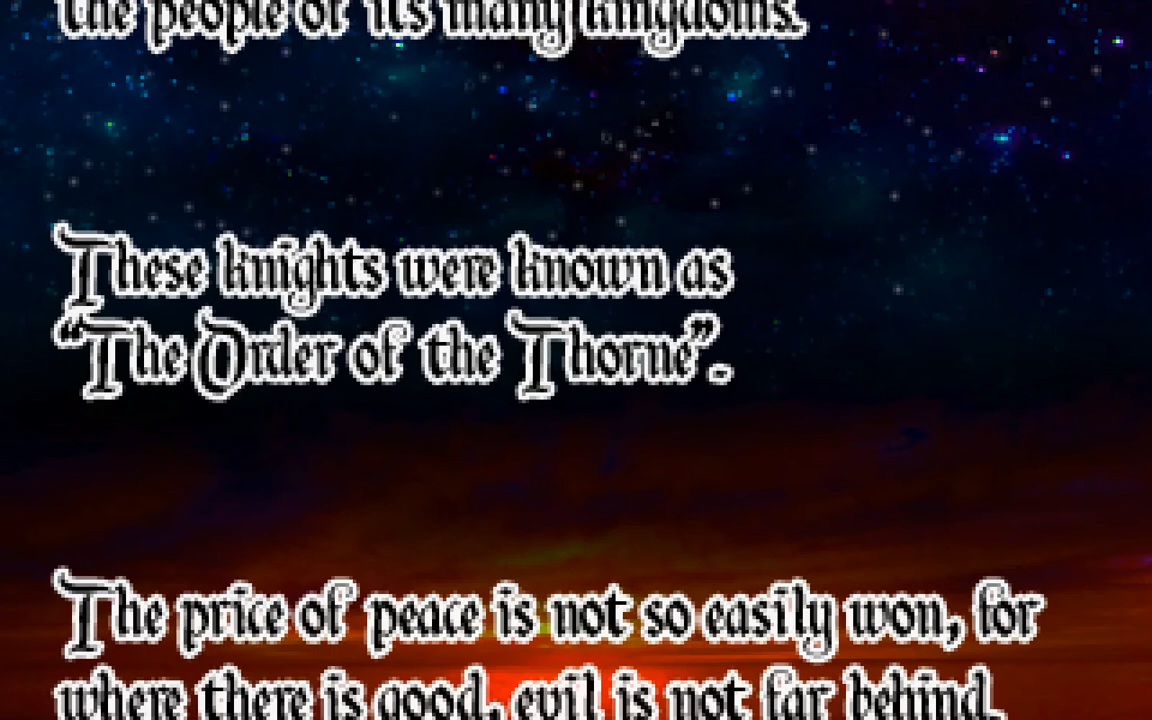 the people of it's many kingdoms.
These knights were known as
“The Order of the Thorne”.
The price of peace is not so easily won, for
where there is good, evil is not far behind.